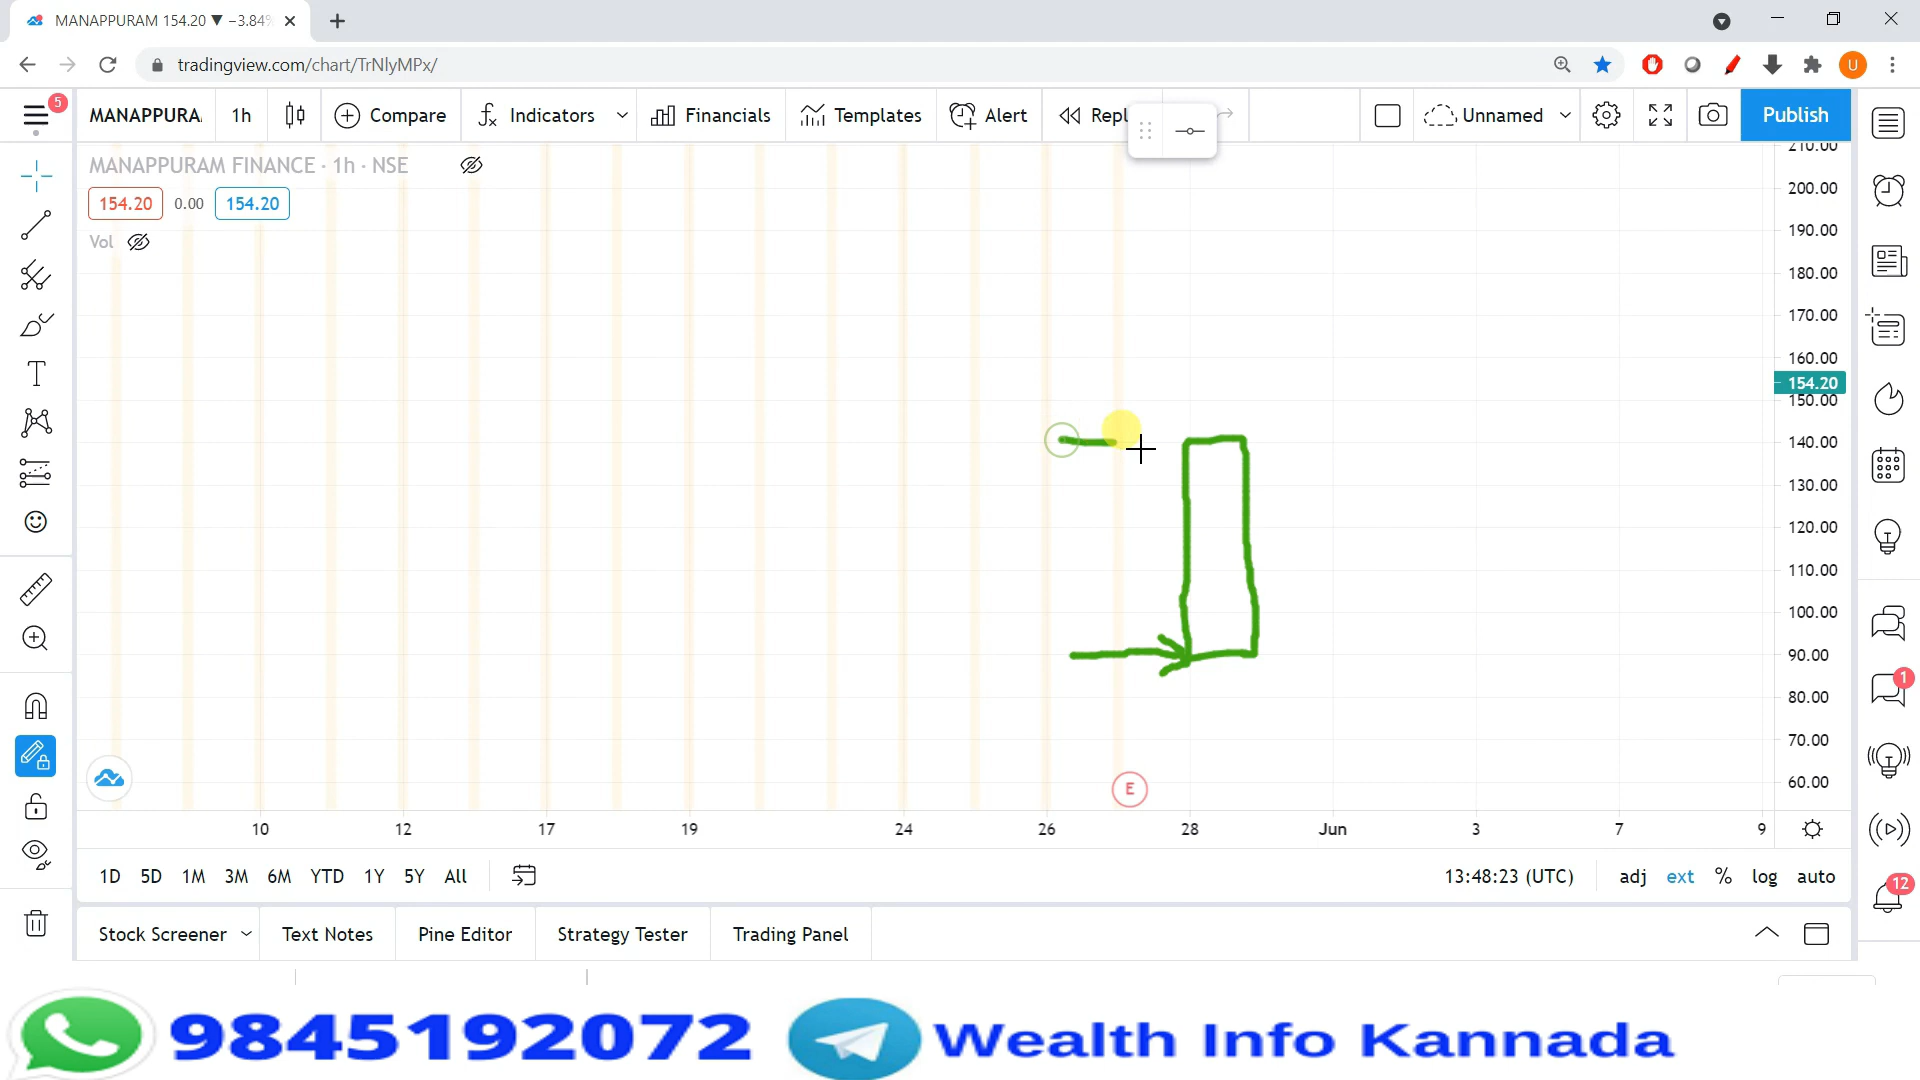 MANAPPURAM 154.20 ▼ −3.84%
tradingview.com/chart/TrNlyMPx/
U
5
MANAPPURA
1h
Compare
Indicators
Financials
Templates
Alert
Repl
Unnamed
Publish
MANAPPURAM FINANCE · 1h · NSE
154.20
0.00
154.20
Vol
210.00
200.00
190.00
180.00
170.00
160.00
154.20
150.00
140.00
130.00
120.00
110.00
100.00
90.00
80.00
70.00
60.00
1
12
E
10
12
17
19
24
26
28
Jun
3
7
9
1D 5D 1M 3M 6M YTD 1Y 5Y All
13:48:23 (UTC)
adj ext % log auto
Stock Screener
Text Notes
Pine Editor
Strategy Tester
Trading Panel
9845192072
Wealth Info Kannada